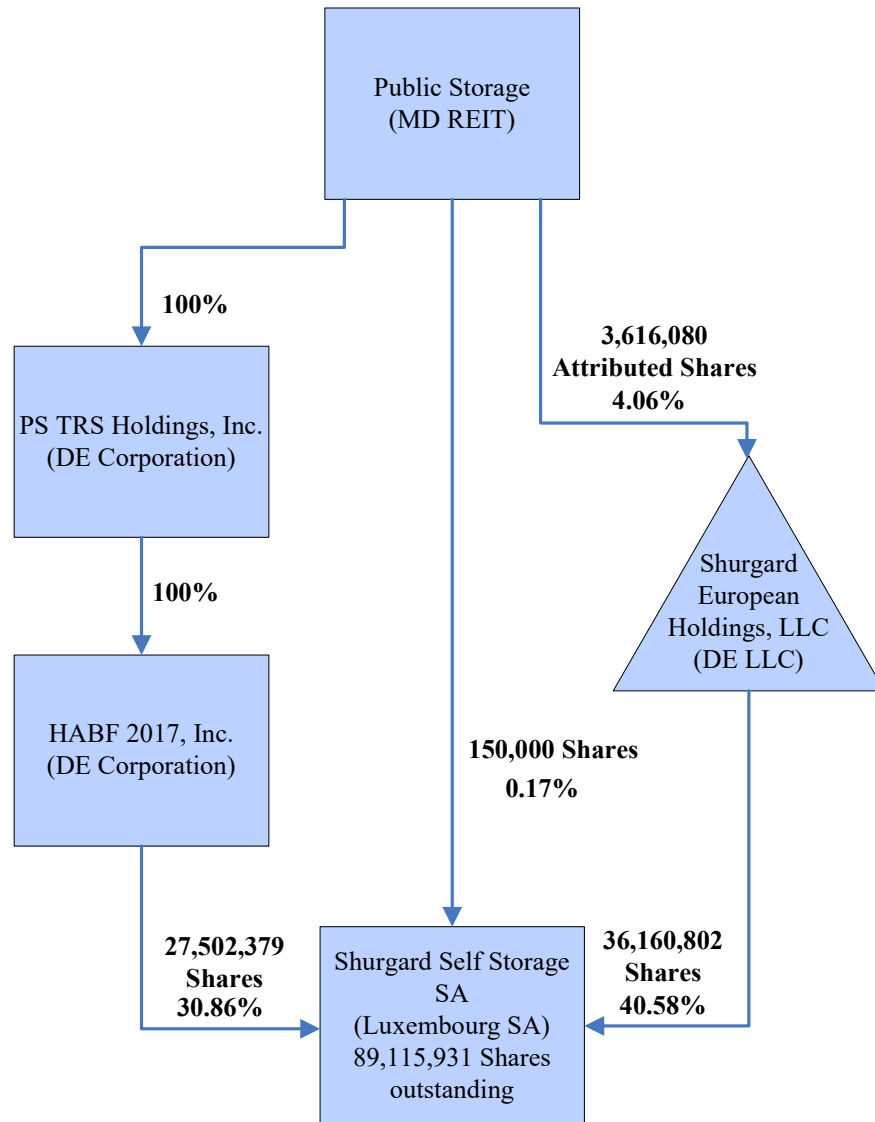 Public Storage
(MD REIT)
100%
3,616,080
Attributed Shares
4.06%
PS TRS Holdings, Inc.
(DE Corporation)
100%
Shurgard
European
Holdings, LLC
(DE LLC)
HABF 2017, Inc.
(DE Corporation)
150,000 Shares
0.17%
27,502,379
Shares
30.86%
Shurgard Self Storage
SA
(Luxembourg SA)
89,115,931 Shares
outstanding
36,160,802
Shares
40.58%